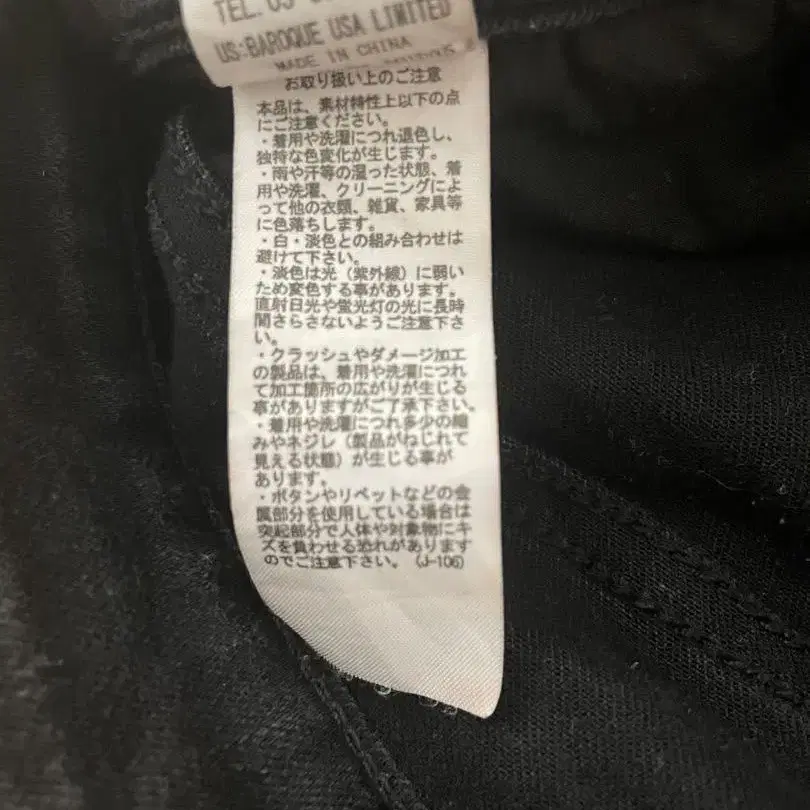 TEL. 03
US:BAROQUE USA LIMITED
MADE IN CHINA
お取り扱い上のご注意
本品は、素材特性上以下の点
にご注意ください。
・着用や洗濯につれ退色し、
独特な色変化が生じます。
・雨や汗等の湿った状態、着
用や洗濯、クリーニングによ
って他の衣類、雑貨、家具等
に色落ちします。
・白・淡色との組み合わせは
避けて下さい。
・淡色は光（紫外線）に弱い
ため変色する事があります。
直射日光や蛍光灯の光に長時
間さらさないようご注意下さ
い。
・クラッシュやダメージ加工
の製品は、着用や洗濯につれ
て加工箇所の広がりが生じる
事がありますがご了承下さい。
・着用や洗濯につれ多少の縮
みやネジレ（製品がねじれて
見える状態）が生じる事が
あります。
・ボタンやリベットなどの金
属部分を使用している場合は
突起部分で人体や対象物にキ
ズを負わせる恐れがあります
のでご注意下さい。（J-106）